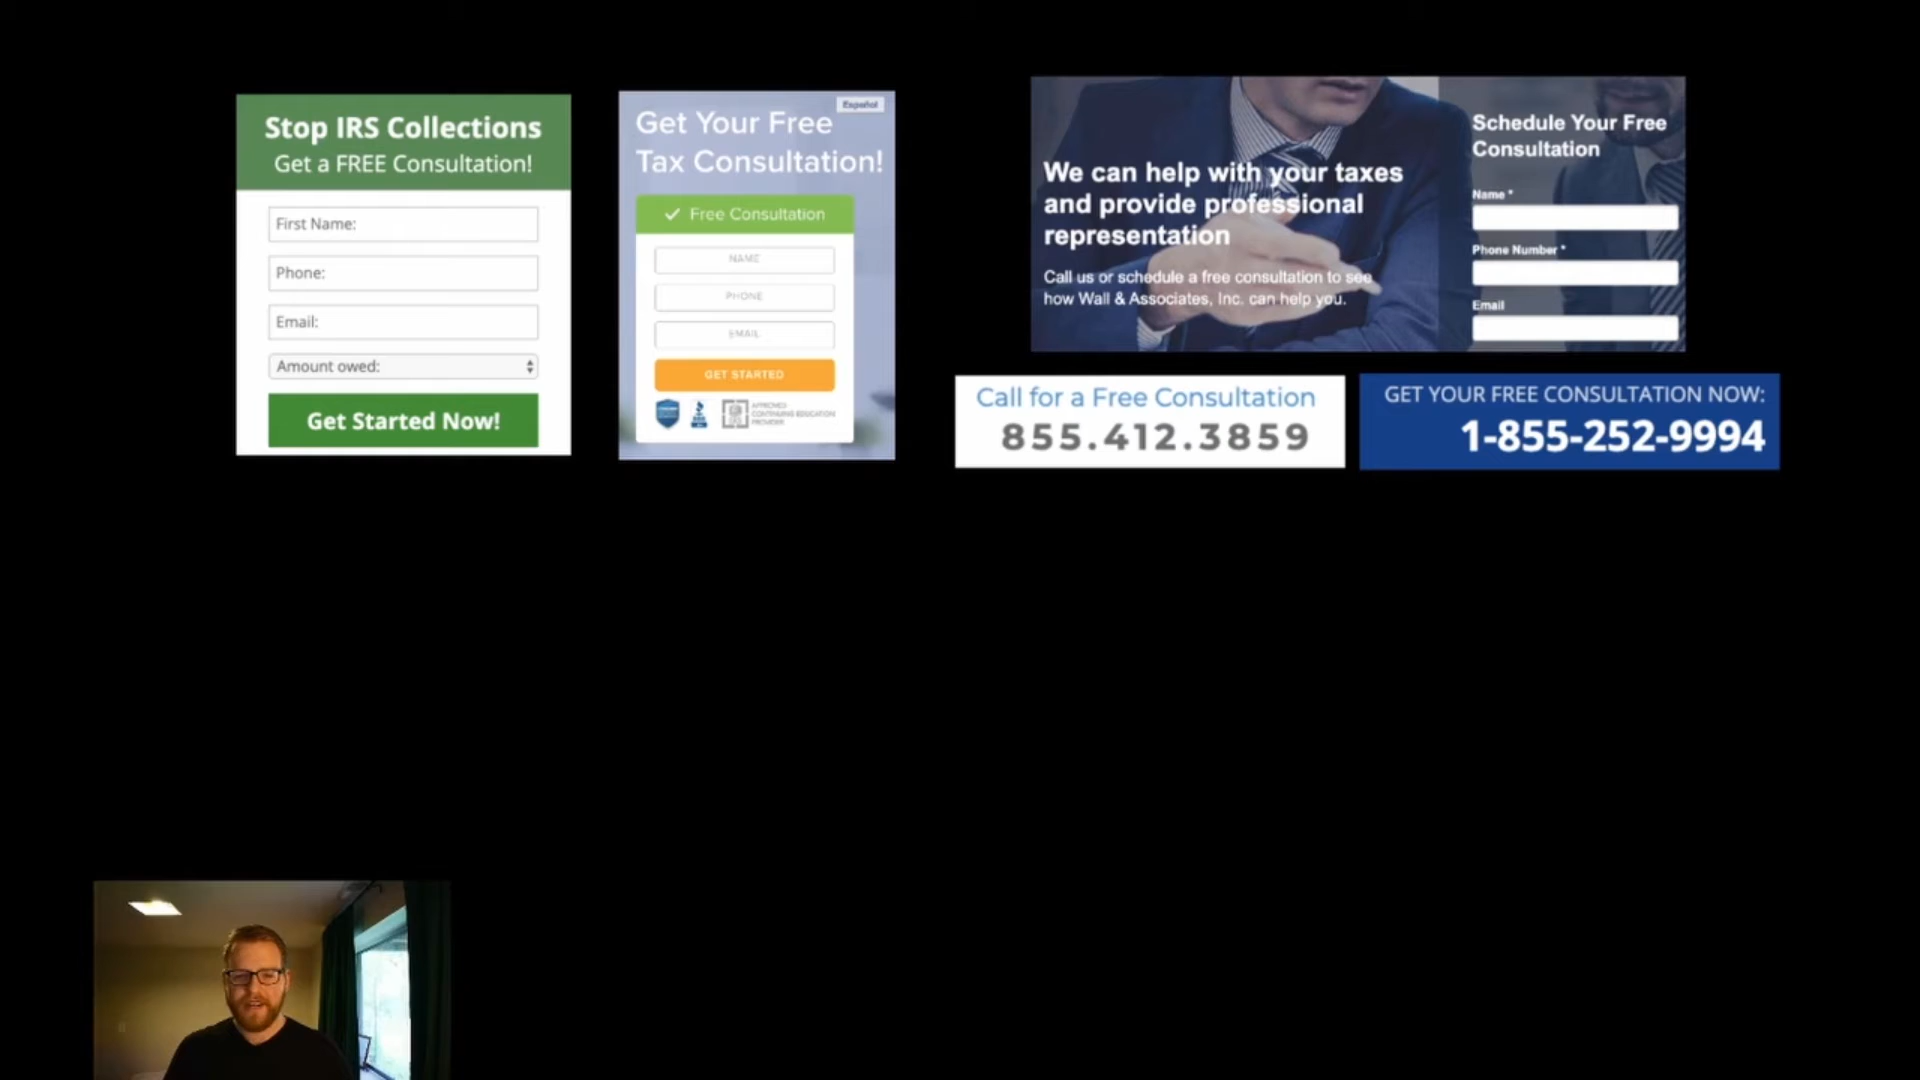 Stop IRS Collections
Get a FREE Consultation!
First Name:
Phone:
Email:
Amount owed:
Get Started Now!
Español
Get Your Free
Tax Consultation!
✓ Free Consultation
NAME
PHONE
EMAIL
GET STARTED
APPROVED
CONTINUING EDUCATION
PROVIDER
We can help with your taxes
and provide professional
representation
Call us or schedule a free consultation to see
how Wall & Associates, Inc. can help you.
Schedule Your Free
Consultation
Name *
Phone Number *
Email
Call for a Free Consultation
855.412.3859
GET YOUR FREE CONSULTATION NOW:
1-855-252-9994